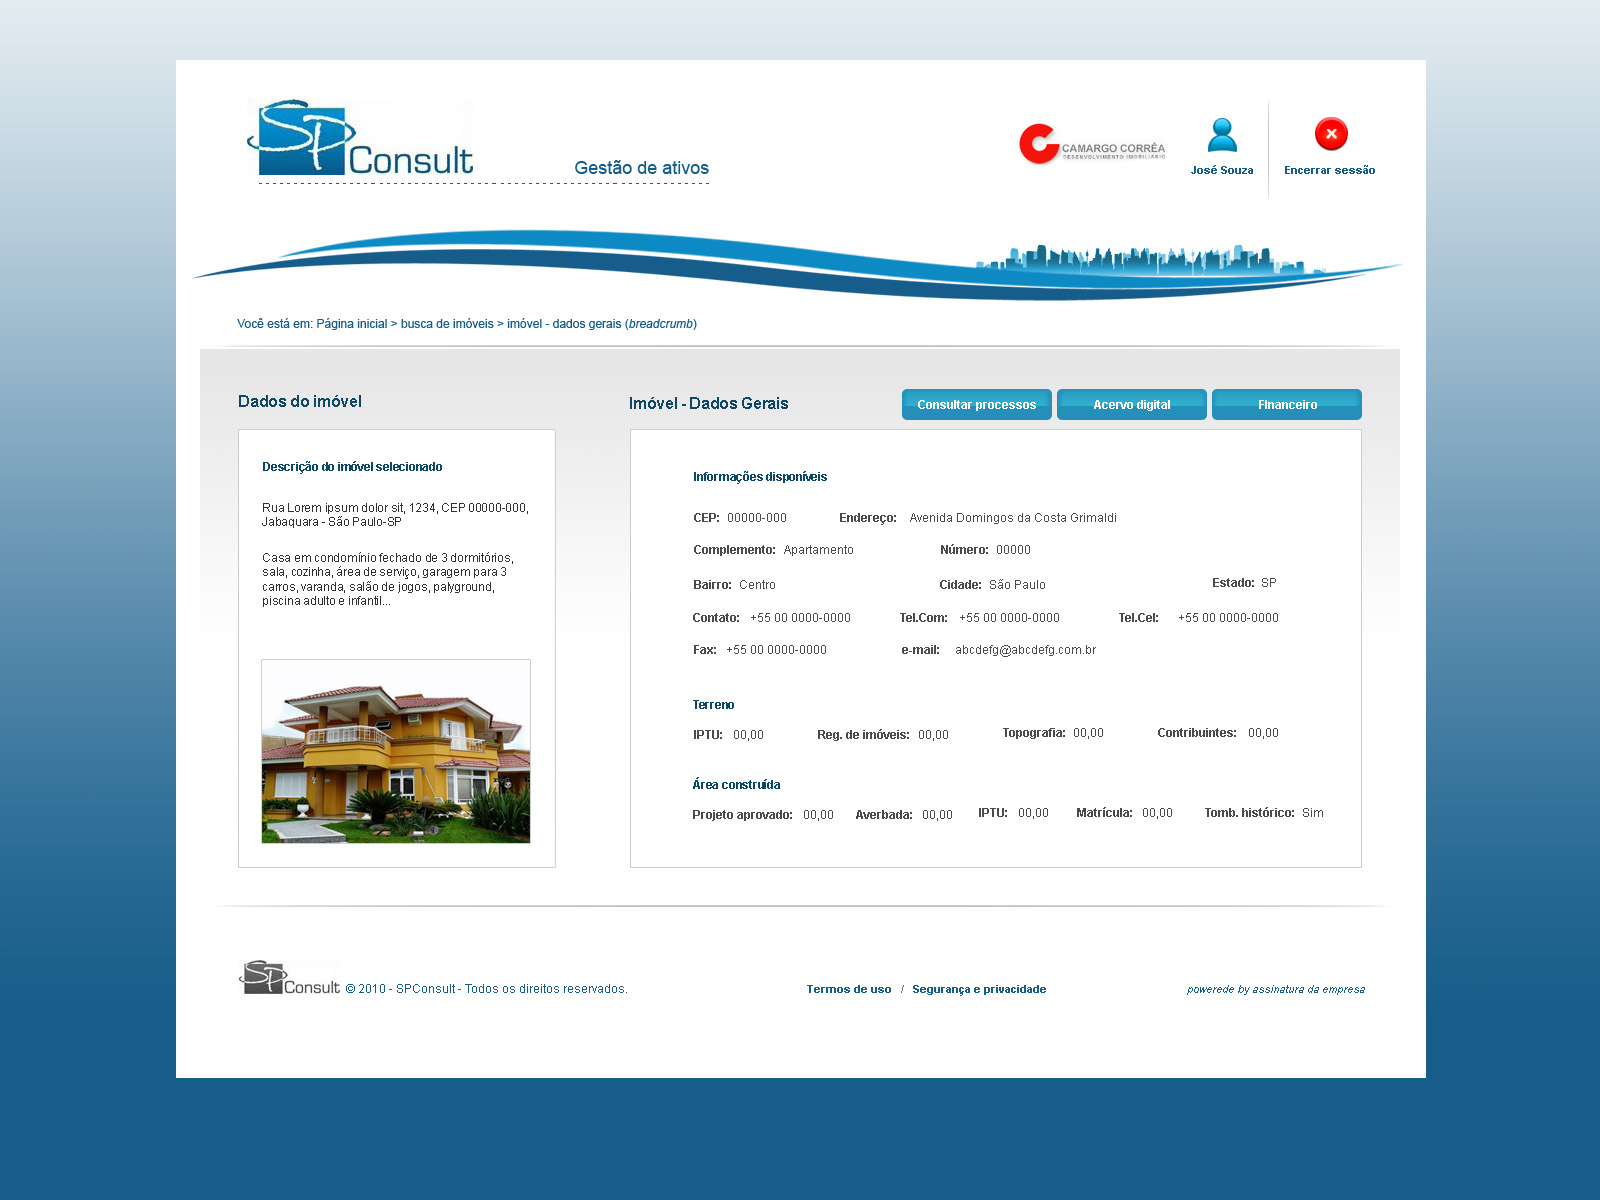 SP Consult
Gestão de ativos
CAMARGO CORRÊA
DESENVOLVIMENTO IMOBILIÁRIO
José Souza
Encerrar sessão
Você está em: Página inicial > busca de imóveis > imóvel - dados gerais (breadcrumb)
Dados do imóvel
Descrição do imóvel selecionado
Rua Lorem ipsum dolor sit, 1234, CEP 00000-000,
Jabaquara - São Paulo-SP
Casa em condomínio fechado de 3 dormitórios,
sala, cozinha, área de serviço, garagem para 3
carros, varanda, salão de jogos, palyground,
piscina adulto e infantil...
Imóvel - Dados Gerais
Consultar processos
Acervo digital
FInanceiro
Informações disponíveis
CEP: 00000-000 Endereço: Avenida Domingos da Costa Grimaldi
Complemento: Apartamento Número: 00000
Bairro: Centro Cidade: São Paulo Estado: SP
Contato: +55 00 0000-0000 Tel.Com: +55 00 0000-0000 Tel.Cel: +55 00 0000-0000
Fax: +55 00 0000-0000 e-mail: abcdefg@abcdefg.com.br
Terreno
IPTU: 00,00 Reg. de imóveis: 00,00 Topografia: 00,00 Contribuintes: 00,00
Área construída
Projeto aprovado: 00,00 Averbada: 00,00 IPTU: 00,00 Matrícula: 00,00 Tomb. histórico: Sim
SP Consult © 2010 - SPConsult - Todos os direitos reservados.
Termos de uso / Segurança e privacidade
powerede by assinatura da empresa